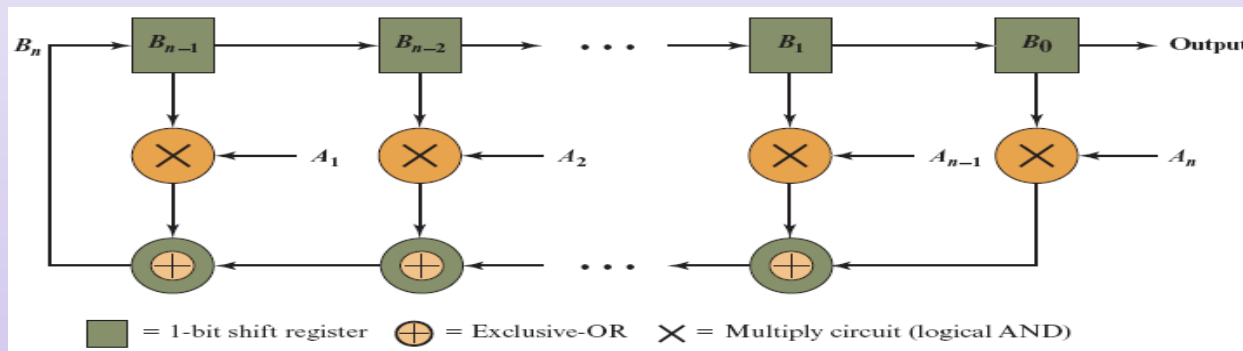 Bₙ Bₙ₋₁ Bₙ₋₂ • • • B₁ B₀ Output
A₁ A₂ Aₙ₋₁ Aₙ
• • •
= 1-bit shift register = Exclusive-OR = Multiply circuit (logical AND)